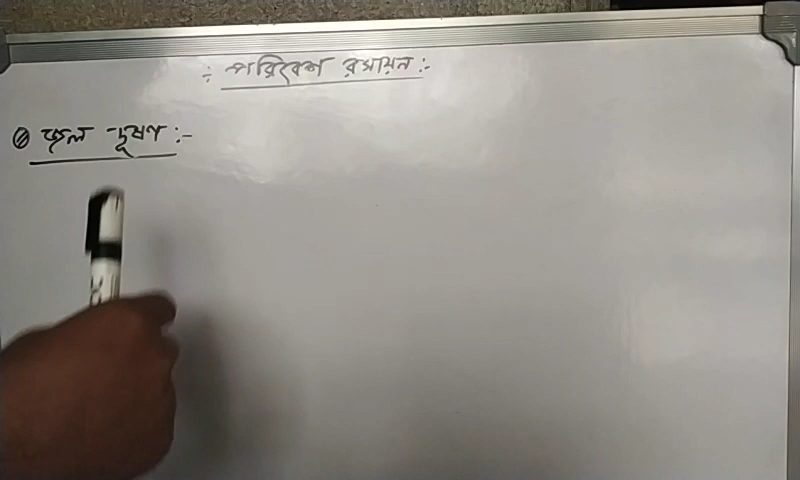 ঃ পরিবেশ রসায়ন :-
জল দূষণ :-